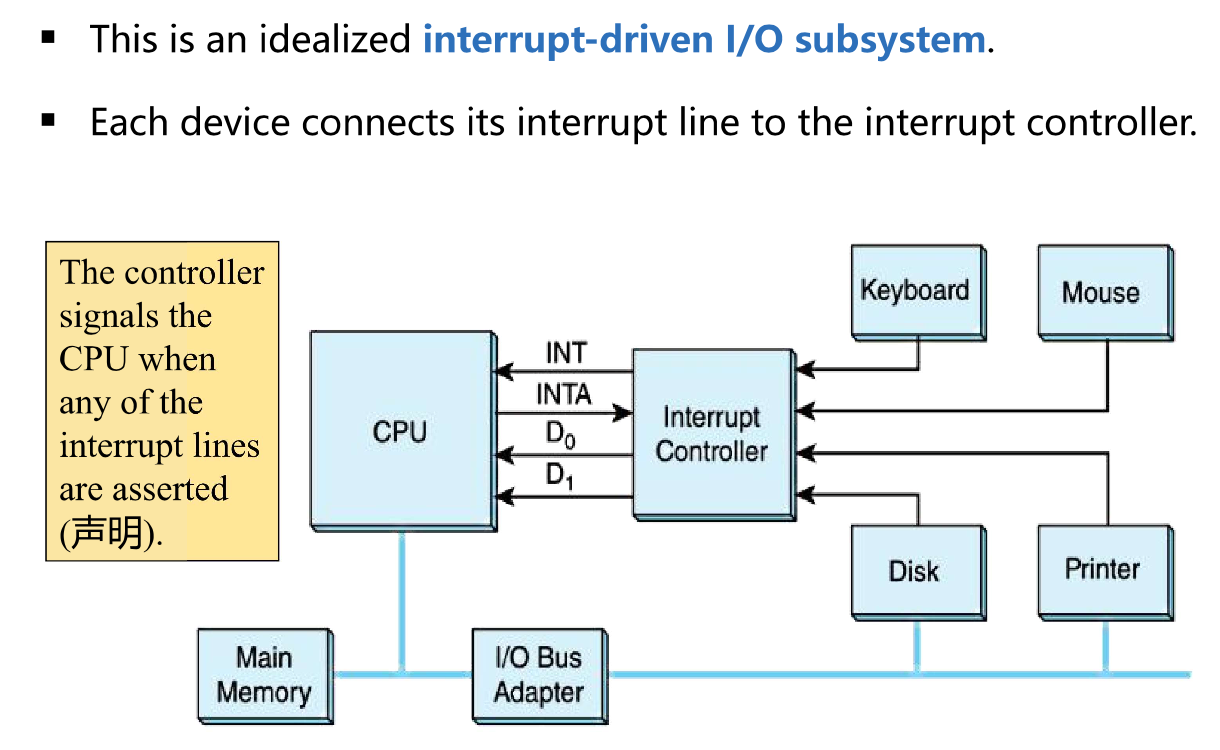 ▪ This is an idealized interrupt-driven I/O subsystem.
▪ Each device connects its interrupt line to the interrupt controller.
The controller
signals the
CPU when
any of the
interrupt lines
are asserted
(声明).
CPU
INT
INTA
D₀
D₁
Interrupt
Controller
Keyboard
Mouse
Disk
Printer
Main
Memory
I/O Bus
Adapter